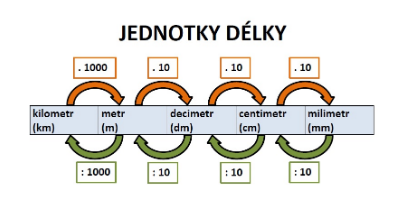 JEDNOTKY DÉLKY
. 1000 . 10 . 10 . 10
kilometr metr decimetr centimetr milimetr
(km) (m) (dm) (cm) (mm)
: 1000 : 10 : 10 : 10